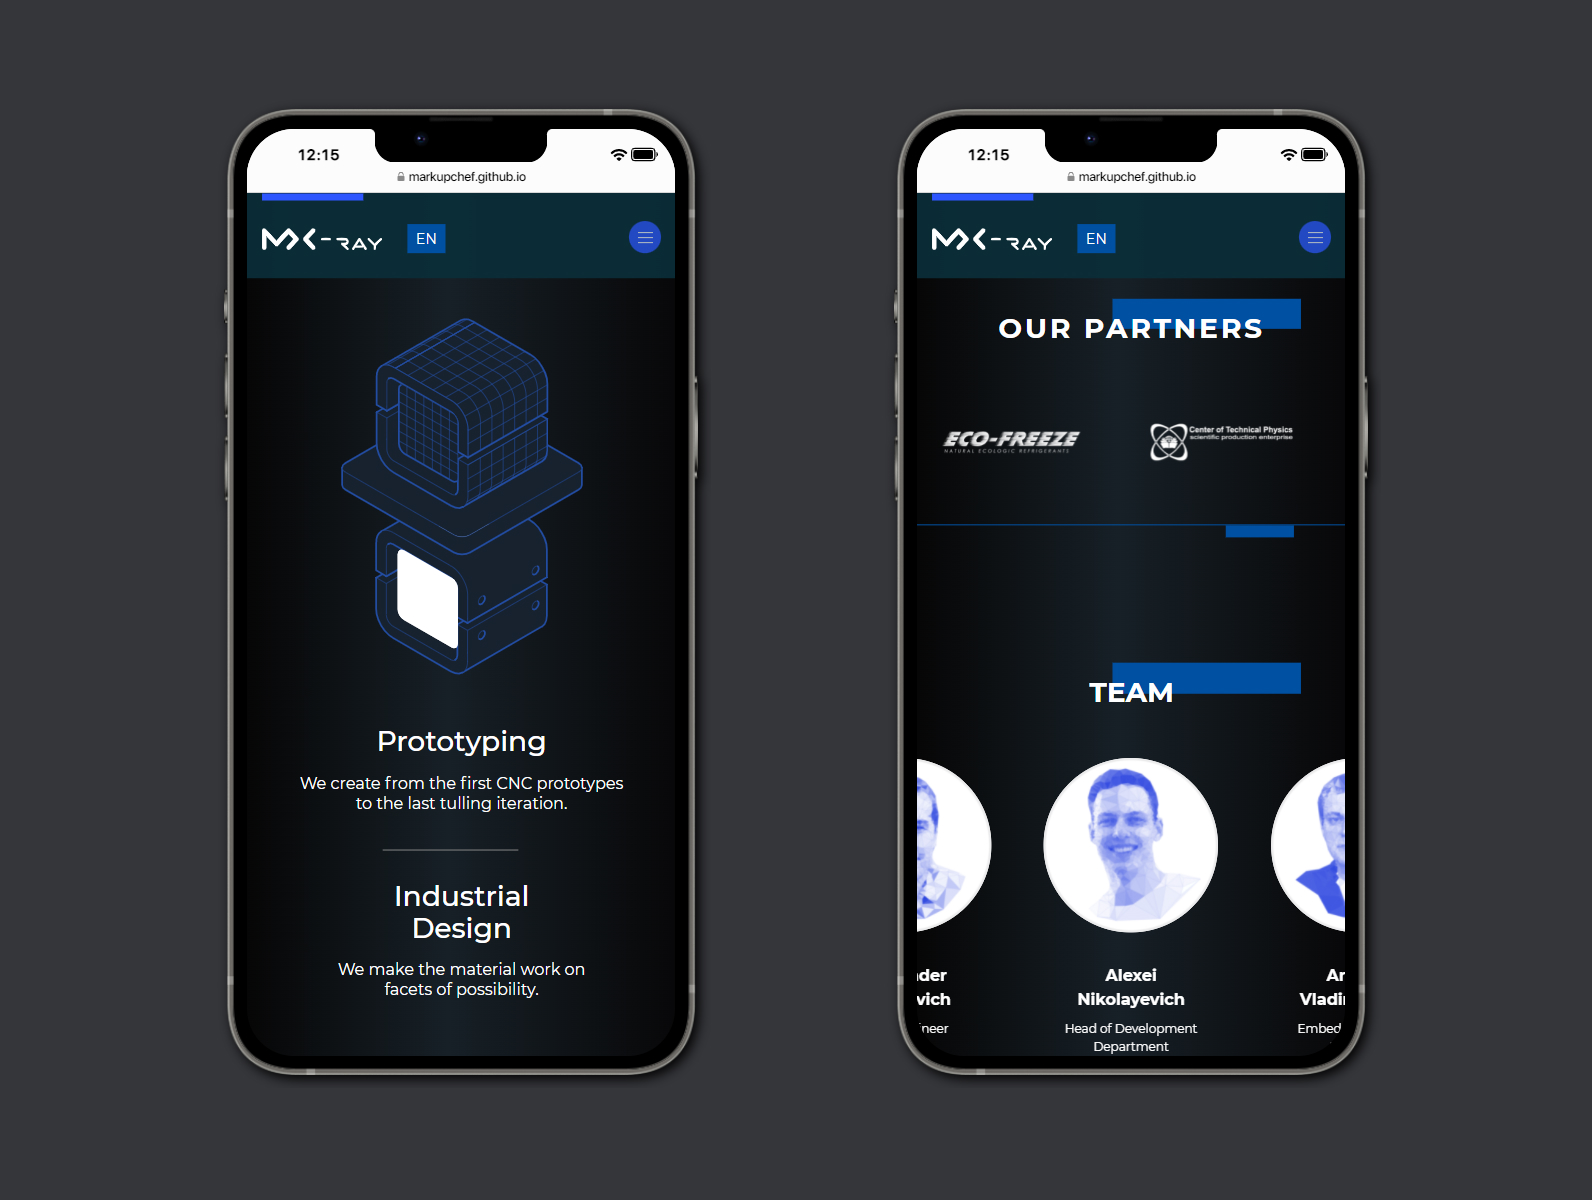 12:15
markupchef.github.io
MX-RAY
EN
Prototyping
We create from the first CNC prototypes
to the last tulling iteration.
Industrial
Design
We make the material work on
facets of possibility.
12:15
markupchef.github.io
MX-RAY
EN
OUR PARTNERS
ECO-FREEZE
NATURAL ECOLOGIC REFRIGERANTS
Center of Technical Physics
scientific production enterprise
TEAM
der
vich
neer
Alexei
Nikolayevich
Head of Development
Department
Ar
Vladi
Embed